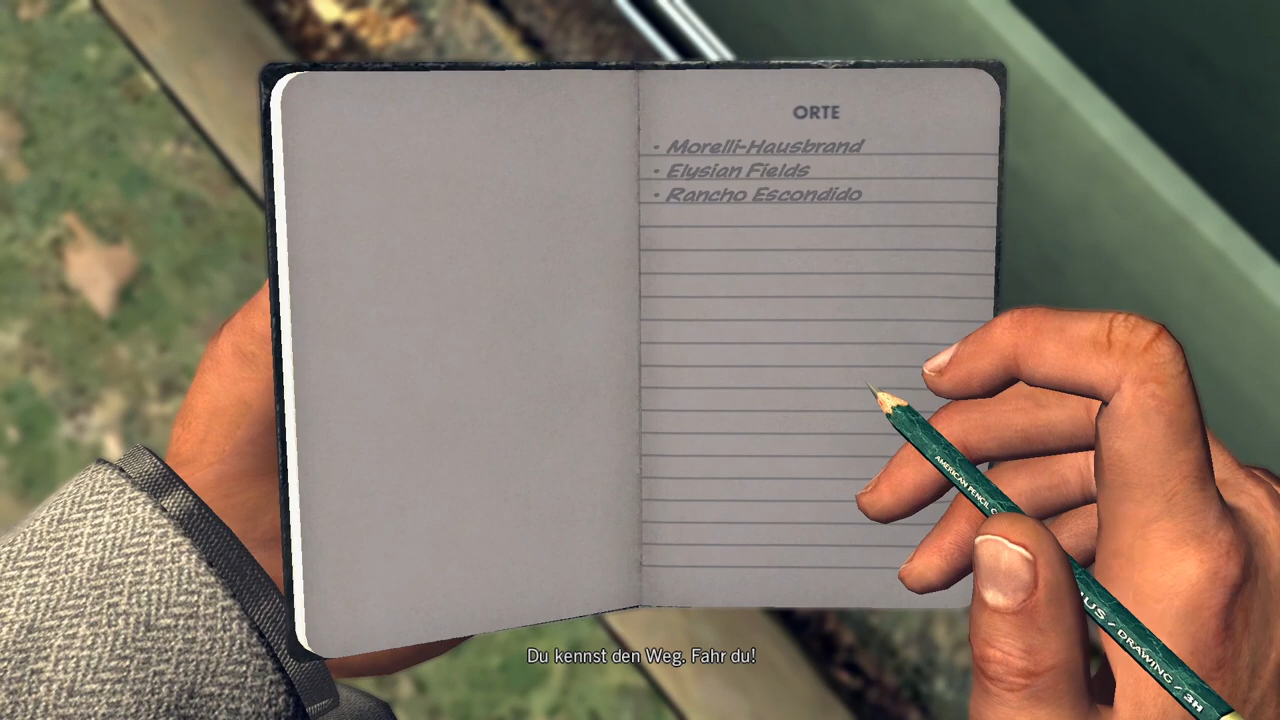 ORTE
• Morelli-Hausbrand
• Elysian Fields
• Rancho Escondido
AMERICAN PENCIL C
US / DRAWING / 3H
Du kennst den Weg. Fahr du!